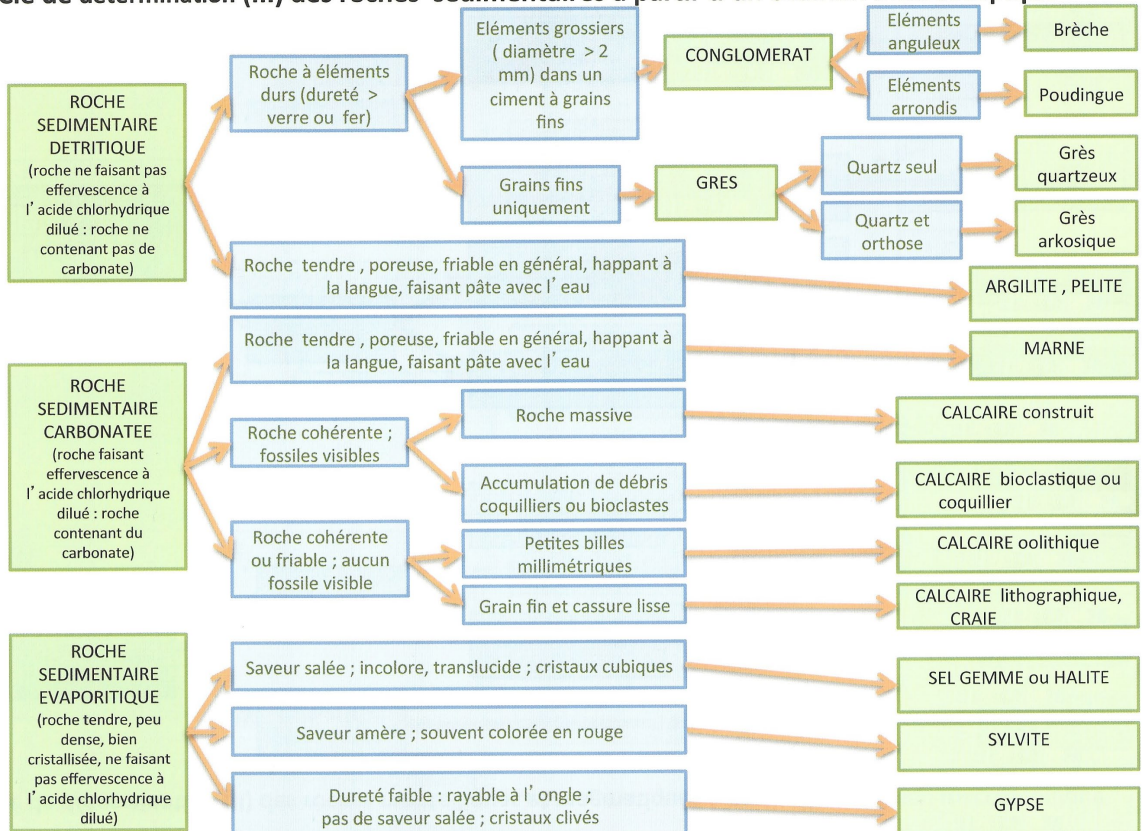 de détermination (...) des roches sédimentaires à partir d'un
ROCHE
SEDIMENTAIRE
DETRITIQUE
(roche ne faisant pas
effervescence à
l'acide chlorhydrique
dilué : roche ne
contenant pas de
carbonate)
Roche à éléments
durs (dureté >
verre ou fer)
Eléments grossiers
( diamètre > 2
mm) dans un
ciment à grains
fins
CONGLOMERAT
Eléments
anguleux
Brèche
Eléments
arrondis
Poudingue
Grains fins
uniquement
GRES
Quartz seul
Grès
quartzeux
Quartz et
orthose
Grès
arkosique
Roche tendre , poreuse, friable en général, happant à
la langue, faisant pâte avec l'eau
ARGILITE , PELITE
ROCHE
SEDIMENTAIRE
CARBONATEE
(roche faisant
effervescence à
l'acide chlorhydrique
dilué : roche
contenant du
carbonate)
Roche tendre , poreuse, friable en général, happant à
la langue, faisant pâte avec l'eau
MARNE
Roche cohérente ;
fossiles visibles
Roche massive
CALCAIRE construit
Accumulation de débris
coquilliers ou bioclastes
CALCAIRE bioclastique ou
coquillier
Roche cohérente
ou friable ; aucun
fossile visible
Petites billes
millimétriques
CALCAIRE oolithique
Grain fin et cassure lisse
CALCAIRE lithographique,
CRAIE
ROCHE
SEDIMENTAIRE
EVAPORITIQUE
(roche tendre, peu
dense, bien
cristallisée, ne faisant
pas effervescence à
l'acide chlorhydrique
dilué)
Saveur salée ; incolore, translucide ; cristaux cubiques
SEL GEMME ou HALITE
Saveur amère ; souvent colorée en rouge
SYLVITE
Dureté faible : rayable à l'ongle ;
pas de saveur salée ; cristaux clivés
GYPSE